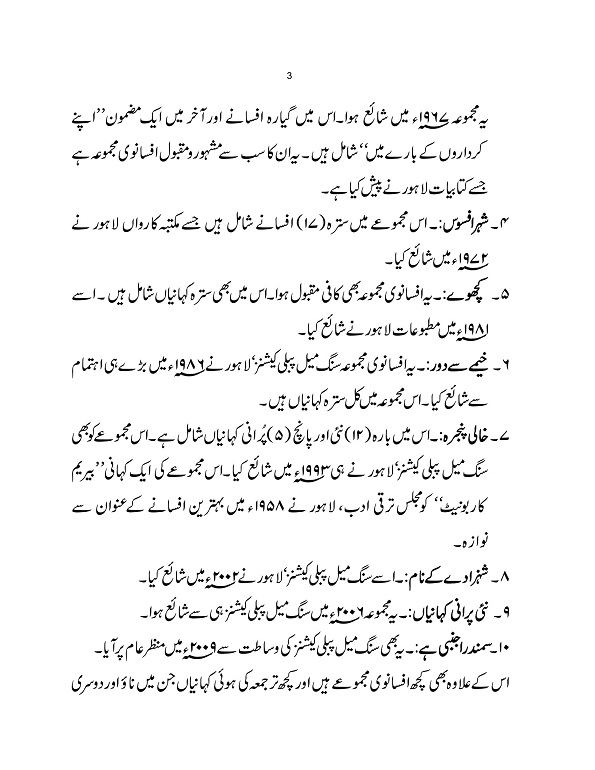 3
یہ مجموعہ ۱۹۶۷ء میں شائع ہوا۔اس میں گیارہ افسانے اور آخر میں ایک مضمون’’اپنے
کرداروں کے بارے میں‘‘ شامل ہیں ۔ یہ ان کا سب سے مشہور و مقبول افسانوی مجموعہ ہے
جسے کتابیات لاہور نے پیش کیا ہے۔
۴۔ شہرِ افسوس:۔ اس مجموعے میں سترہ (۱۷) افسانے شامل ہیں جسے مکتبہ کارواں لاہور نے
۱۹۷۲ء میں شائع کیا۔
۵۔ کچھوے:۔ یہ افسانوی مجموعہ بھی کافی مقبول ہوا۔اس میں بھی سترہ کہانیاں شامل ہیں ۔ اسے
۱۹۸۱ء میں مطبوعات لاہور نے شائع کیا۔
۶۔ خیمے سے دور:۔ یہ افسانوی مجموعہ سنگ میل پبلی کیشنز‘لاہور نے ۱۹۸۶ء میں بڑے ہی اہتمام
سے شائع کیا۔اس مجموعہ میں کل سترہ کہانیاں ہیں۔
۷۔ خالی پنجرہ:۔اس میں بارہ (۱۲) نئی اور پانچ (۵) پُرانی کہانیاں شامل ہے۔اس مجموعے کو بھی
سنگ میل پبلی کیشنز‘لاہور نے ہی ۱۹۹۳ء میں شائع کیا۔اس مجموعے کی ایک کہانی’’بیریم
کاربونیٹ‘‘ کو مجلس ترقی ادب، لاہور نے ۱۹۵۸ء میں بہترین افسانے کے عنوان سے
نوازہ۔
۸۔ شہزادے کے نام:۔اسے سنگ میل پبلی کیشنز‘لاہور نے ۲۰۰۲ء میں شائع کیا۔
۹۔ نئی پرانی کہانیاں:۔ یہ مجموعہ ۲۰۰۶ء میں سنگ میل پبلی کیشنز ہی سے شائع ہوا۔
۱۰۔سمندر اجنبی ہے:۔ یہ بھی سنگ میل پبلی کیشنز کی وساطت سے ۲۰۰۹ء میں منظر عام پر آیا۔
اس کے علاوہ بھی کچھ افسانوی مجموعے ہیں اور کچھ ترجمعہ کی ہوئی کہانیاں جن میں ناؤ اور دوسری